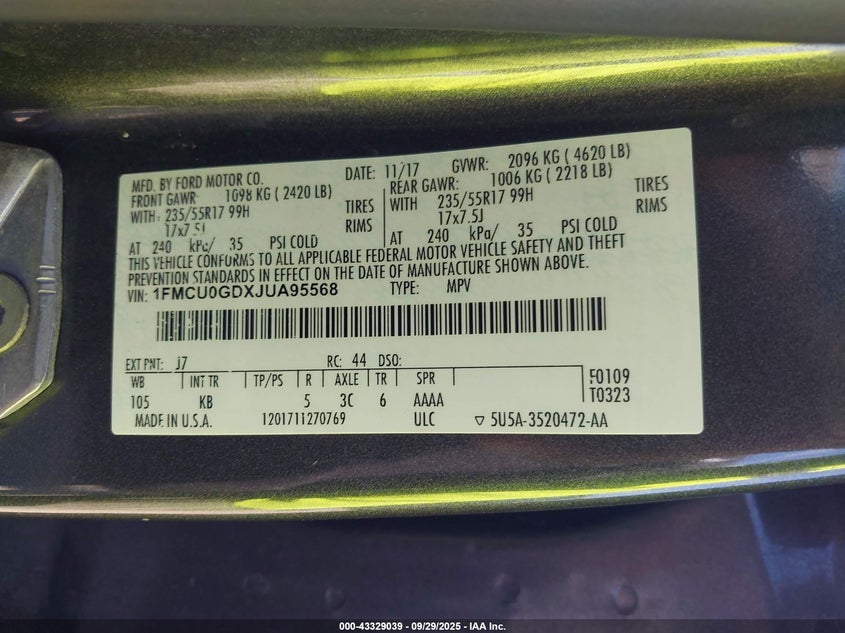 MFD. BY FORD MOTOR CO. DATE: 11/17 GVWR: 2096 KG ( 4620 LB)
FRONT GAWR: 1098 KG ( 2420 LB) REAR GAWR: 1006 KG ( 2218 LB)
WITH: 235/55R17 99H TIRES WITH 235/55R17 99H TIRES
17x7.5J RIMS 17x7.5J RIMS
AT 240 kPa/ 35 PSI COLD AT 240 kPa/ 35 PSI COLD
THIS VEHICLE CONFORMS TO ALL APPLICABLE FEDERAL MOTOR VEHICLE SAFETY AND THEFT
PREVENTION STANDARDS IN EFFECT ON THE DATE OF MANUFACTURE SHOWN ABOVE.
VIN: 1FMCU0GDXJUA95568 TYPE: MPV
EXT PNT: J7 RC: 44 DSO:
WB INT TR TP/PS R AXLE TR SPR F0109
105 KB 5 3C 6 AAAA T0323
MADE IN U.S.A. 1201711270769 ULC ▽ 5U5A-3520472-AA
000-43329039 - 09/29/2025 - IAA Inc.